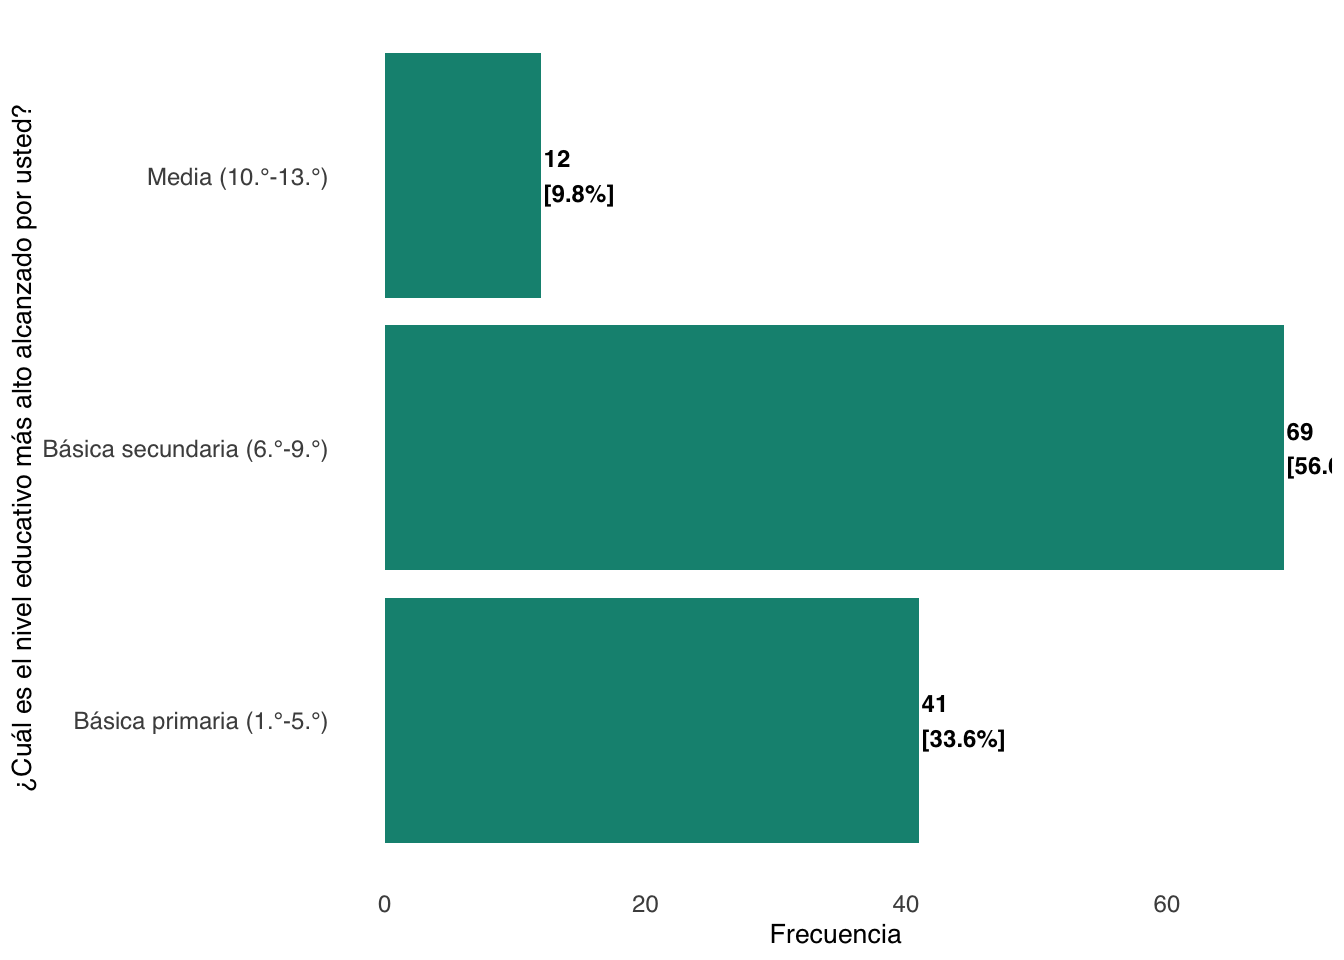 ¿Cuál es el nivel educativo más alto alcanzado por usted?
Media (10.°-13.°)
12
[9.8%]
Básica secundaria (6.°-9.°)
69
Básica primaria (1.°-5.°)
41
[33.6%]
0 20 40 60
Frecuencia